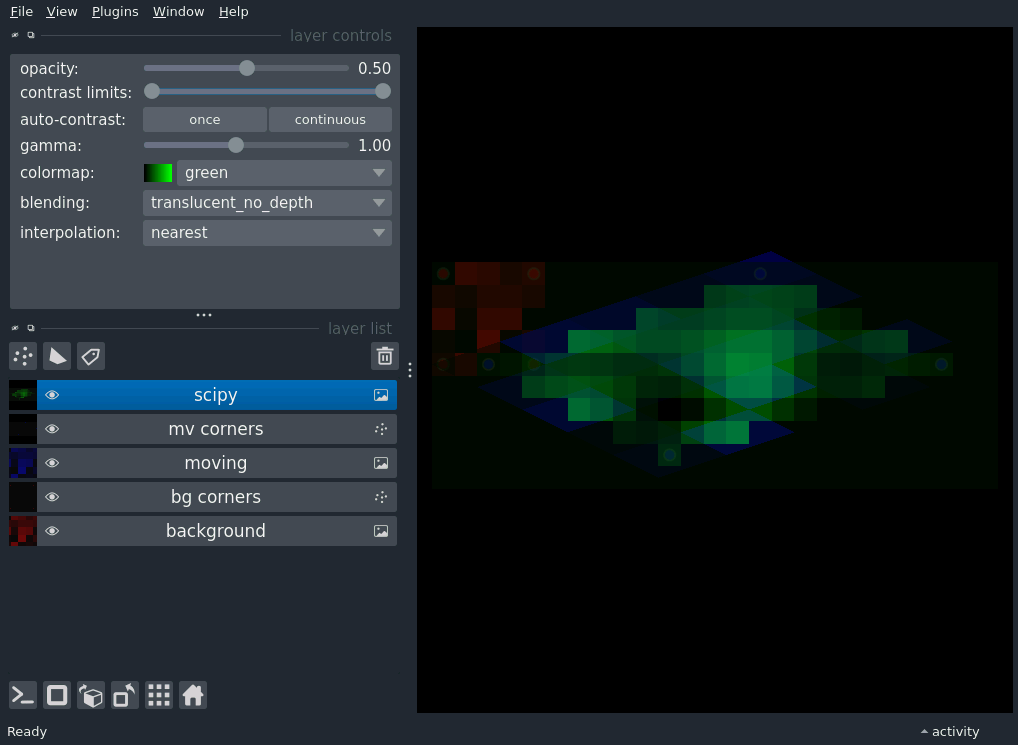 File View Plugins Window Help
layer controls
opacity: 0.50
contrast limits:
auto-contrast: once continuous
gamma: 1.00
colormap: green
blending: translucent_no_depth
interpolation: nearest
layer list
scipy
mv corners
moving
bg corners
background
Ready activity